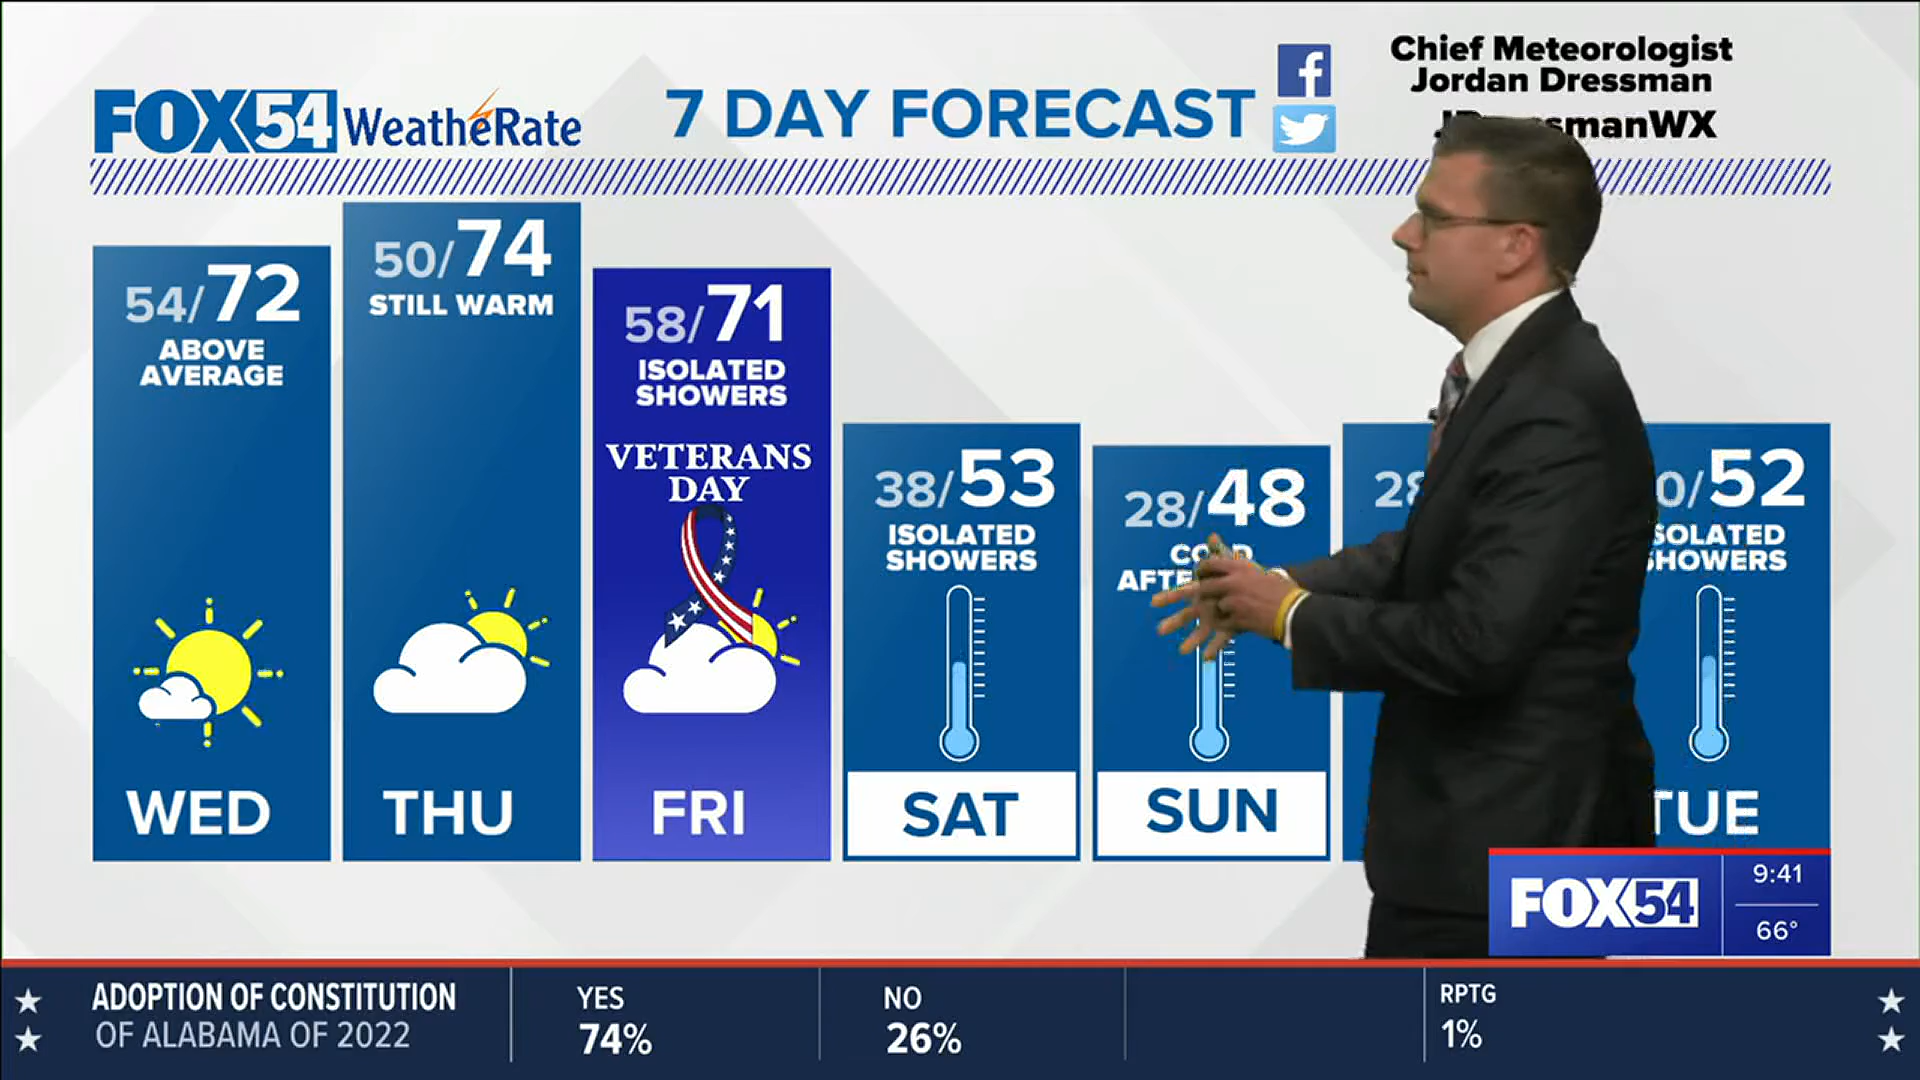 FOX54 WeatheRate
7 DAY FORECAST
Chief Meteorologist
Jordan Dressman
54/72
ABOVE
AVERAGE
WED
50/74
STILL WARM
THU
58/71
ISOLATED
SHOWERS
VETERANS
DAY
FRI
38/53
ISOLATED
SHOWERS
SAT
28/48
SUN
52
ISOLATED
SHOWERS
TUE
FOX54
9:41
66°
ADOPTION OF CONSTITUTION
OF ALABAMA OF 2022
YES
74%
NO
26%
RPTG
1%